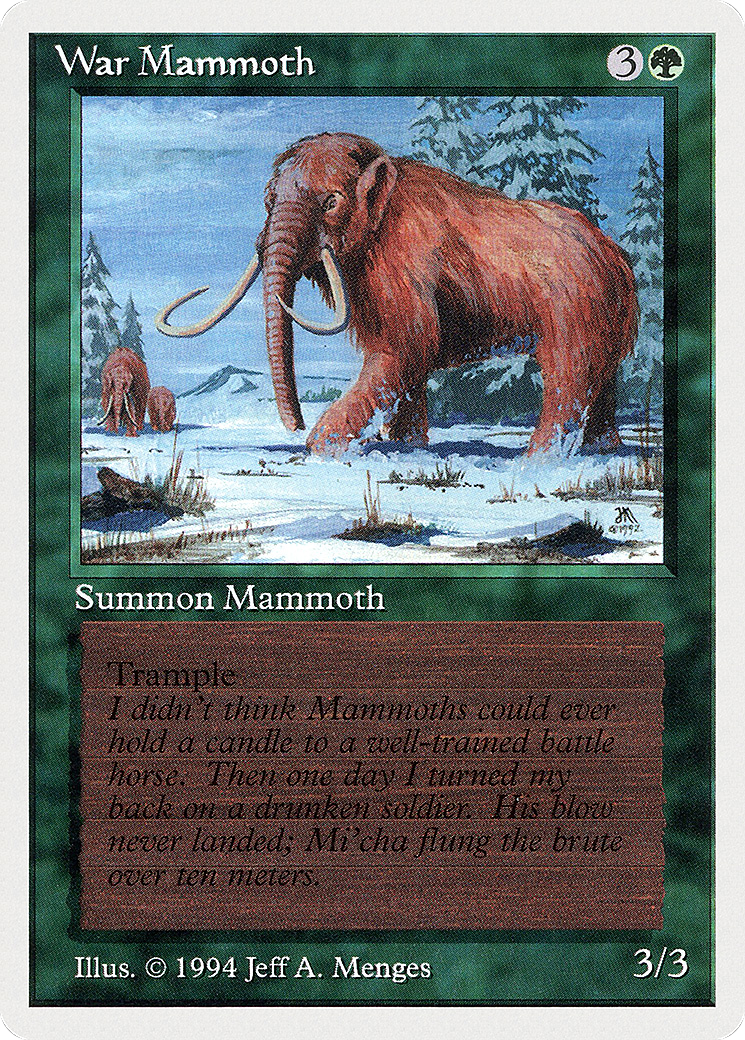 War Mammoth 3
Summon Mammoth
Trample
I didn't think Mammoths could ever
hold a candle to a well-trained battle
horse. Then one day I turned my
back on a drunken soldier. His blow
never landed; Mi'cha flung the brute
over ten meters.
Illus. © 1994 Jeff A. Menges 3/3